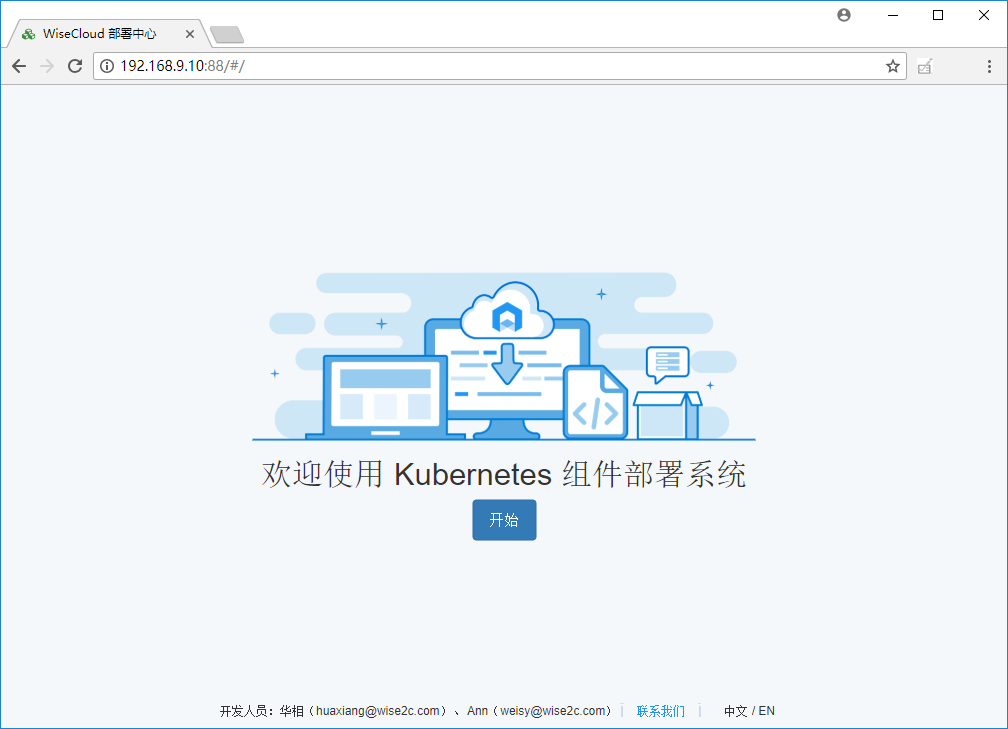 WiseCloud 部署中心
192.168.9.10:88/#/
欢迎使用 Kubernetes 组件部署系统
开始
开发人员：华相（huaxiang@wise2c.com）、Ann（weisy@wise2c.com） | 联系我们 | 中文 / EN